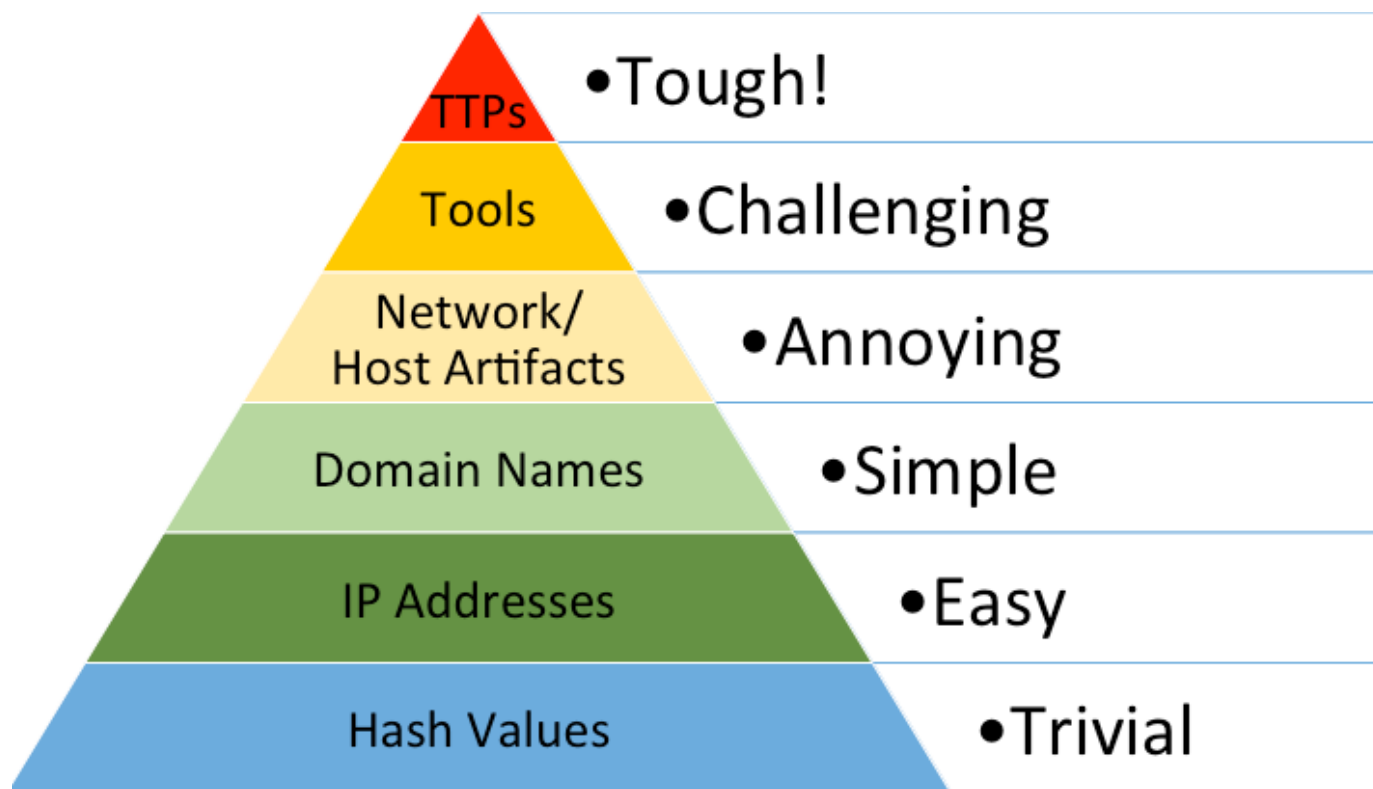 TTPs
•Tough!
Tools
•Challenging
Network/
Host Artifacts
•Annoying
Domain Names
•Simple
IP Addresses
•Easy
Hash Values
•Trivial